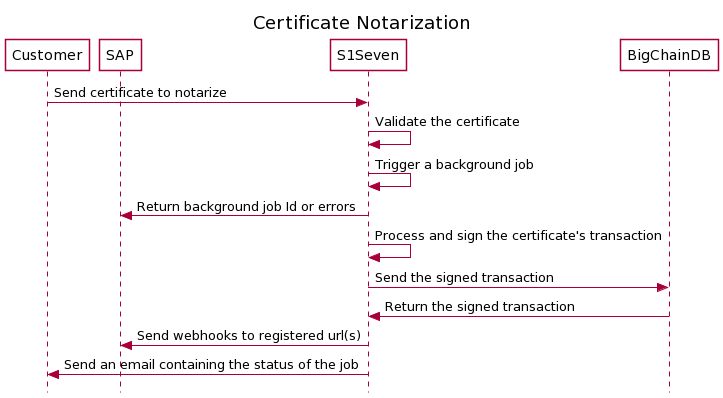 Certificate Notarization
Customer
SAP
S1Seven
BigChainDB
Send certificate to notarize
Validate the certificate
Trigger a background job
Return background job Id or errors
Process and sign the certificate's transaction
Send the signed transaction
Return the signed transaction
Send webhooks to registered url(s)
Send an email containing the status of the job